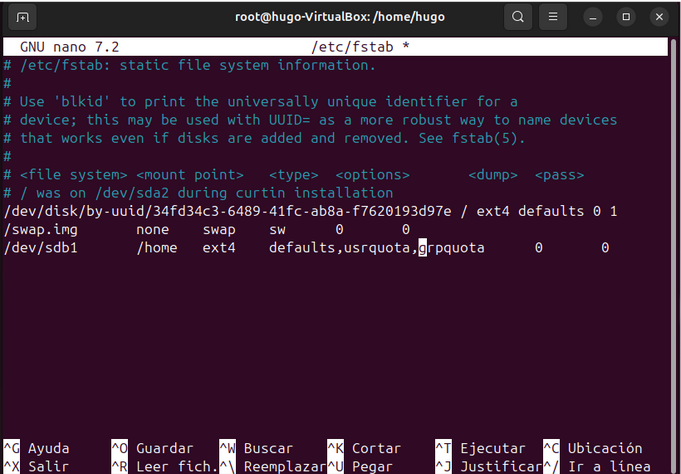 root@hugo-VirtualBox: /home/hugo
GNU nano 7.2 /etc/fstab *
# /etc/fstab: static file system information.
#
# Use 'blkid' to print the universally unique identifier for a
# device; this may be used with UUID= as a more robust way to name devices
# that works even if disks are added and removed. See fstab(5).
#
# <file system> <mount point> <type> <options> <dump> <pass>
# / was on /dev/sda2 during curtin installation
/dev/disk/by-uuid/34fd34c3-6489-41fc-ab8a-f7620193d97e / ext4 defaults 0 1
/swap.img none swap sw 0 0
/dev/sdb1 /home ext4 defaults,usrquota,grpquota 0 0
^G Ayuda ^O Guardar ^W Buscar ^K Cortar ^T Ejecutar ^C Ubicación
^X Salir ^R Leer fich. ^\ Reemplazar ^U Pegar ^J Justificar ^/ Ir a línea